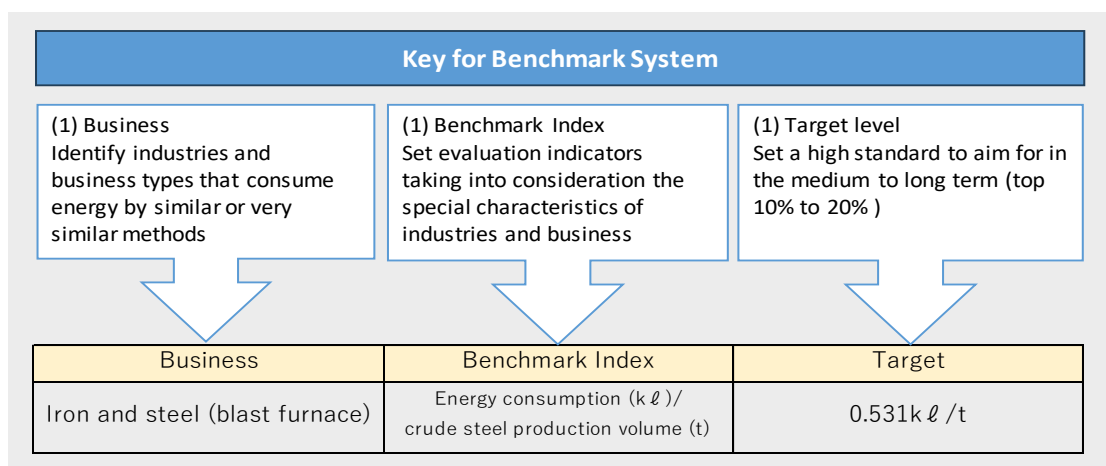 Key for Benchmark System
(1) Business
Identify industries and
business types that consume
energy by similar or very
similar methods
(1) Benchmark Index
Set evaluation indicators
taking into consideration the
special characteristics of
industries and business
(1) Target level
Set a high standard to aim for in
the medium to long term (top
10% to 20% )
Business
Benchmark Index
Target
Iron and steel (blast furnace)
Energy consumption (kℓ)/
crude steel production volume (t)
0.531kℓ/t